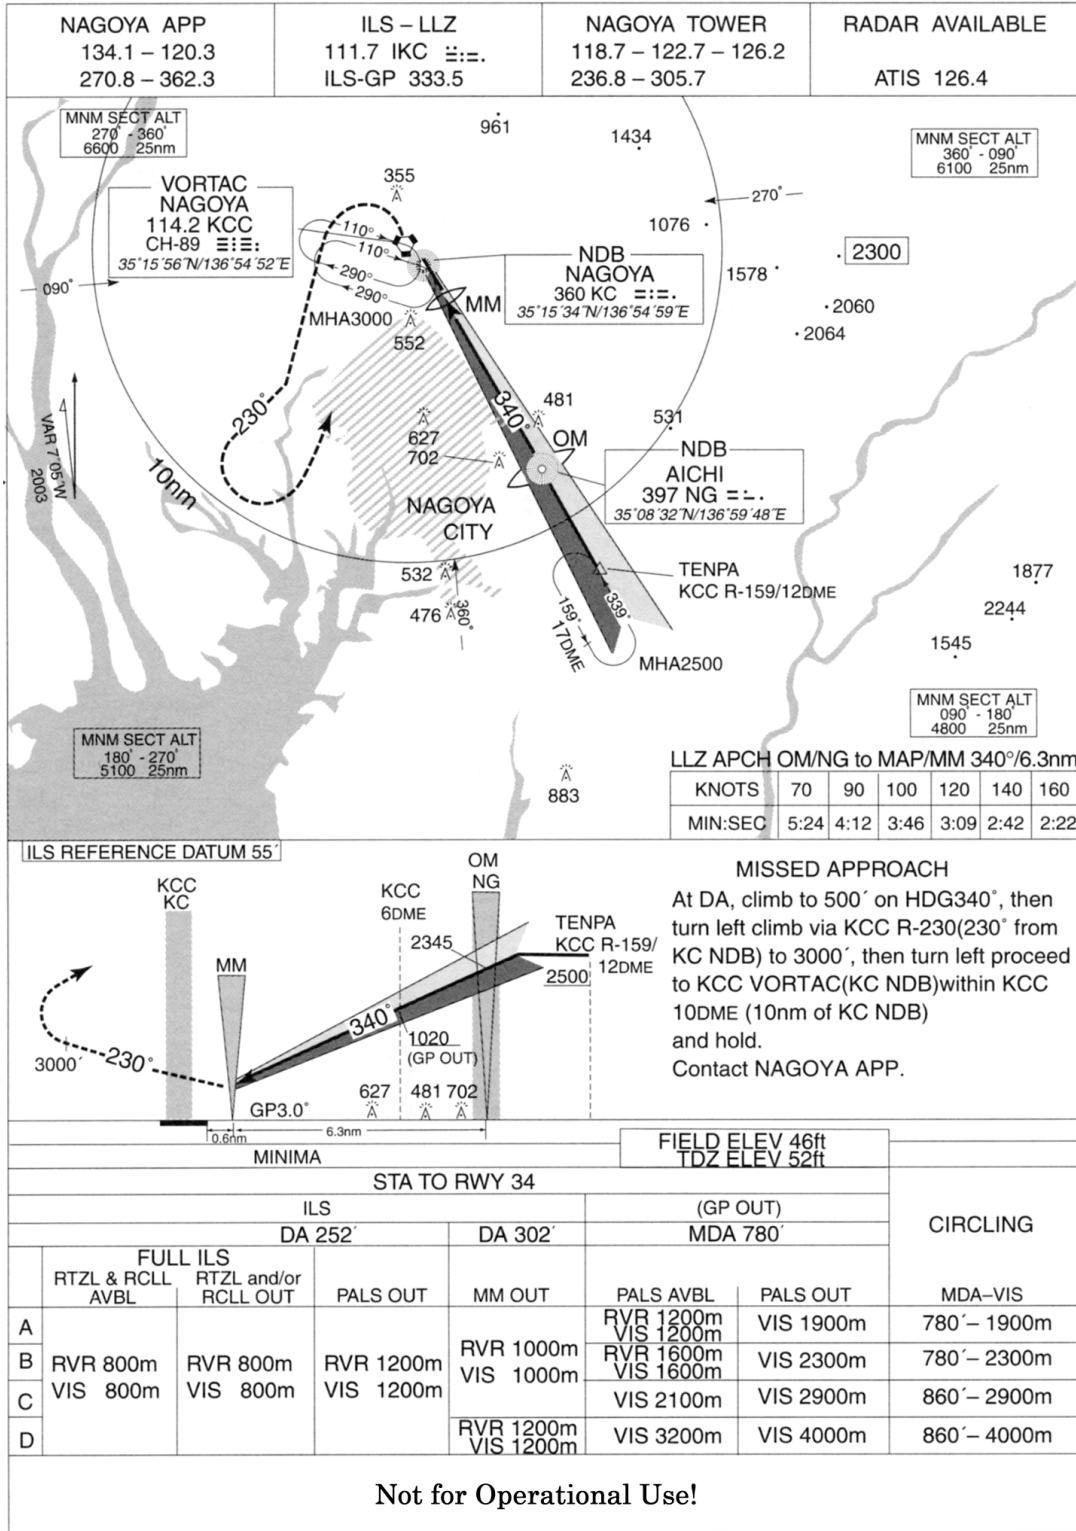 NAGOYA APP
134.1 – 120.3
270.8 – 362.3
ILS – LLZ
111.7 IKC
ILS-GP 333.5
NAGOYA TOWER
118.7 – 122.7 – 126.2
236.8 – 305.7
RADAR AVAILABLE
ATIS 126.4
MNM SECT ALT
270° - 360°
6600 25nm
961
1434
MNM SECT ALT
360° - 090°
6100 25nm
355
VORTAC
NAGOYA
114.2 KCC
CH-89
35°15´56˝N/136°54´52˝E
110°
110°
290°
290°
270°
1076
2300
NDB
NAGOYA
360 KC
35°15´34˝N/136°54´59˝E
1578
090°
MM
MHA3000
552
2060
2064
VAR 7°05´W
2003
230°
340°
481
531
627
702
OM
10nm
NDB
AICHI
397 NG
35°08´32˝N/136°59´48˝E
NAGOYA
CITY
532
476
360°
TENPA
KCC R-159/12DME
159°
17DME
339°
MHA2500
1877
2244
1545
MNM SECT ALT
090° - 180°
4800 25nm
MNM SECT ALT
180° - 270°
5100 25nm
883
LLZ APCH OM/NG to MAP/MM 340°/6.3nm
KNOTS 70 90 100 120 140 160
MIN:SEC 5:24 4:12 3:46 3:09 2:42 2:22
ILS REFERENCE DATUM 55´
KCC
KC
MM
KCC
6DME
OM
NG
2345
TENPA
KCC R-159/
12DME
2500
340°
1020
(GP OUT)
3000´
230°
GP3.0°
627
481
702
0.6nm
6.3nm
MISSED APPROACH
At DA, climb to 500´ on HDG340°, then
turn left climb via KCC R-230(230° from
KC NDB) to 3000´, then turn left proceed
to KCC VORTAC(KC NDB)within KCC
10DME (10nm of KC NDB)
and hold.
Contact NAGOYA APP.
MINIMA
FIELD ELEV 46ft
TDZ ELEV 52ft
STA TO RWY 34
ILS (GP OUT)
CIRCLING
DA 252´ DA 302´ MDA 780´
FULL ILS
RTZL & RCLL
AVBL
RTZL and/or
RCLL OUT
PALS OUT
MM OUT
PALS AVBL
PALS OUT
MDA–VIS
A
B
C
D
RVR 800m
VIS 800m
RVR 800m
VIS 800m
RVR 1200m
VIS 1200m
RVR 1000m
VIS 1000m
RVR 1200m
VIS 1200m
RVR 1200m
VIS 1200m
RVR 1600m
VIS 1600m
VIS 2100m
VIS 3200m
VIS 1900m
VIS 2300m
VIS 2900m
VIS 4000m
780´– 1900m
780´– 2300m
860´– 2900m
860´– 4000m
Not for Operational Use!